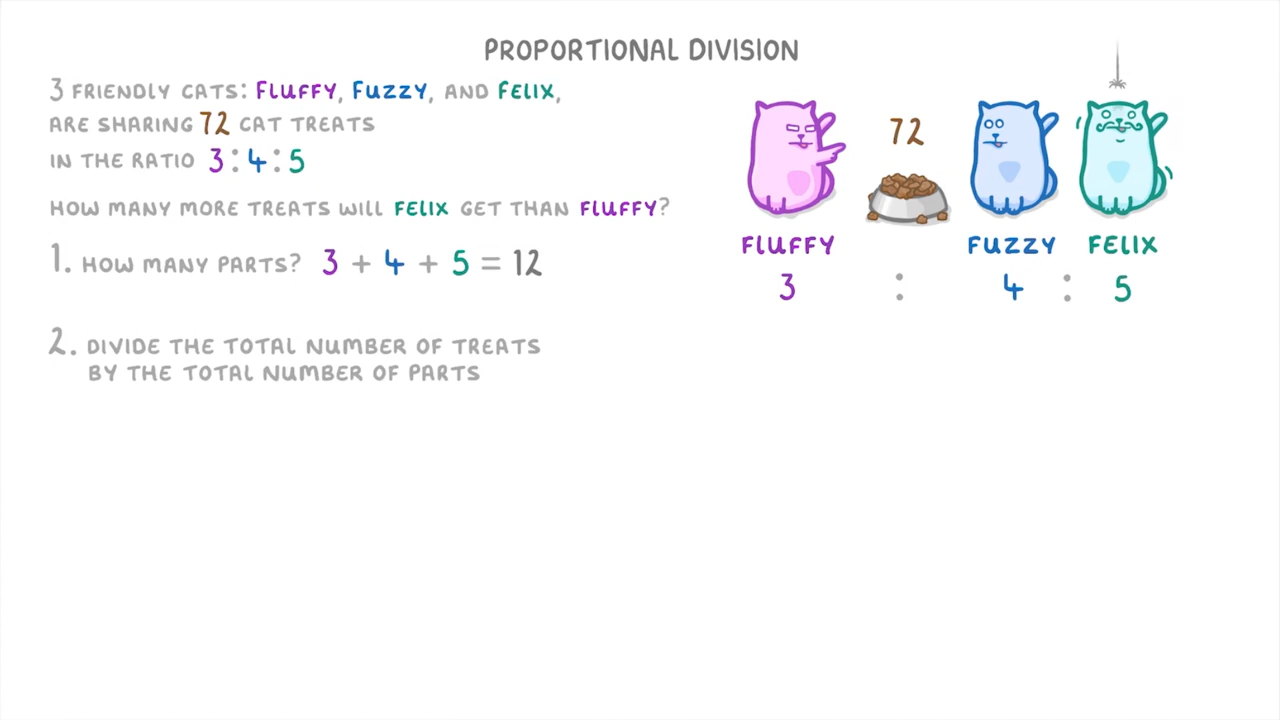 PROPORTIONAL DIVISION
3 FRIENDLY CATS: FLUFFY, FUZZY, AND FELIX,
ARE SHARING 72 CAT TREATS
IN THE RATIO 3:4:5
HOW MANY MORE TREATS WILL FELIX GET THAN FLUFFY?
1. HOW MANY PARTS? 3 + 4 + 5 = 12
2. DIVIDE THE TOTAL NUMBER OF TREATS
BY THE TOTAL NUMBER OF PARTS
72
FLUFFY FUZZY FELIX
3 : 4 : 5